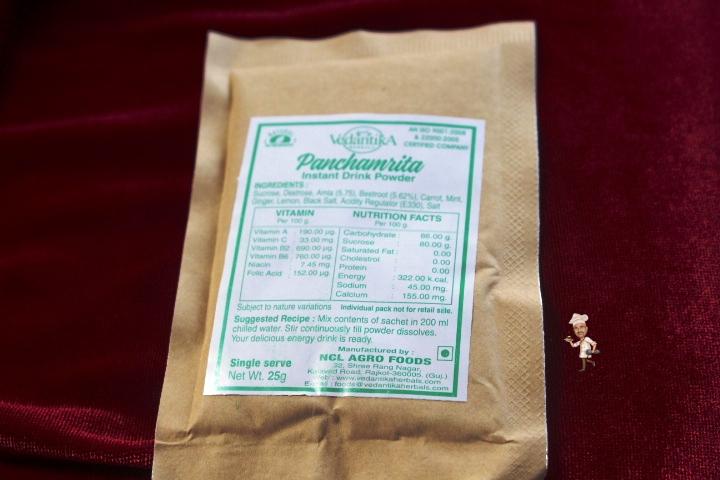 VedantikA
AN ISO 9001:2008
& 22000:2005
CERTIFIED COMPANY
Panchamrita
Instant Drink Powder
INGREDIENTS :
Sucrose, Dextrose, Amla (5.75), Beetroot (5.62%), Carrot, Mint,
Ginger, Lemon, Black Salt, Acidity Regulator (E330), Salt
VITAMIN
Per 100 g.
Vitamin A : 190.00 µg.
Vitamin C : 33.00 mg.
Vitamin B2 : 690.00 µg.
Vitamin B6 : 760.00 µg.
Niacin : 7.45 mg.
Folic Acid : 152.00 µg.
NUTRITION FACTS
Per 100 g.
Carbohydrate : 86.00 g.
Sucrose : 80.00 g.
Saturated Fat : 0.00
Cholestrol : 0.00
Protein : 0.00
Energy : 322.00 k.cal.
Sodium : 45.00 mg.
Calcium : 155.00 mg.
Subject to nature variations Individual pack not for retail sale.
Suggested Recipe : Mix contents of sachet in 200 ml
chilled water. Stir continuously till powder dissolves.
Your delicious energy drink is ready.
Single serve
Net Wt. 25g
Manufactured by :
NCL AGRO FOODS
32, Shree Rang Nagar,
Kalawad Road, Rajkot-360005. (Guj.)
Web : www.vedantikaherbals.com
E-mail : foods@vedantikaherbals.com